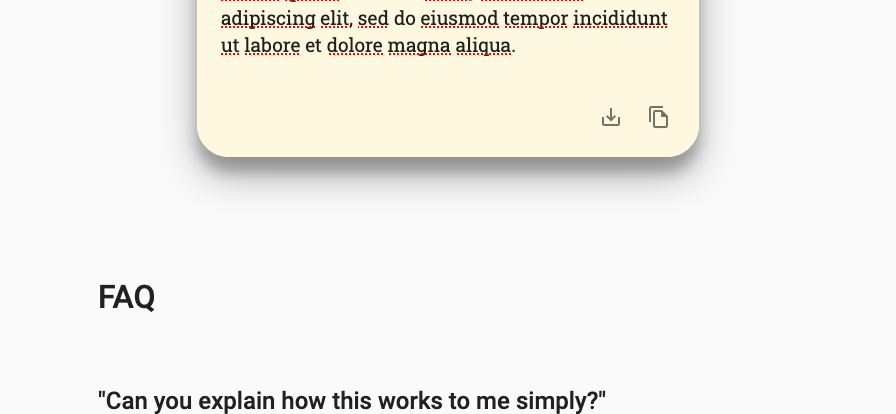 adipiscing elit, sed do eiusmod tempor incididunt
ut labore et dolore magna aliqua.
FAQ
"Can you explain how this works to me simply?"